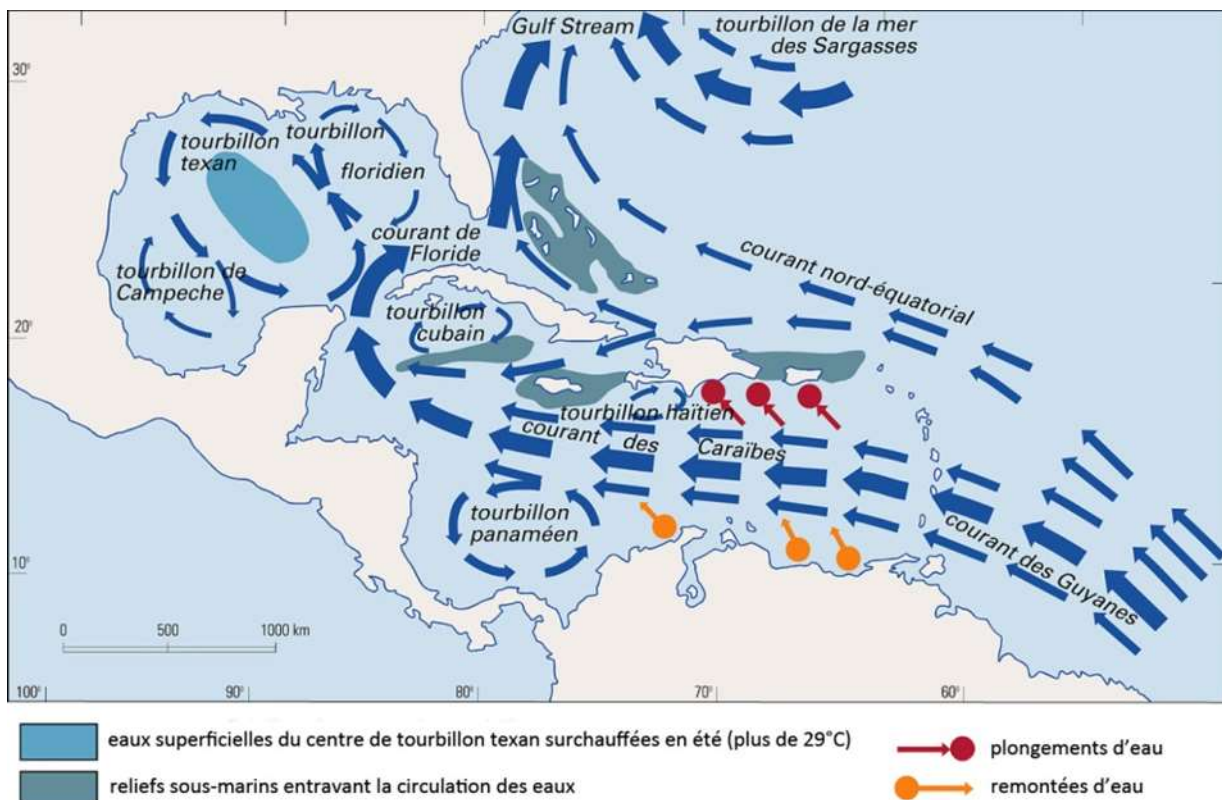 Gulf Stream
tourbillon de la mer
des Sargasses
30°
tourbillon
texan
tourbillon
floridien
courant de
Floride
tourbillon de
Campeche
courant nord-équatorial
20°
tourbillon
cubain
tourbillon haïtien
courant des Caraïbes
tourbillon
panaméen
courant des Guyanes
10°
0 500 1000 km
100° 90° 80° 70° 60°
eaux superficielles du centre de tourbillon texan surchauffées en été (plus de 29°C)
plongements d'eau
reliefs sous-marins entravant la circulation des eaux
remontées d'eau